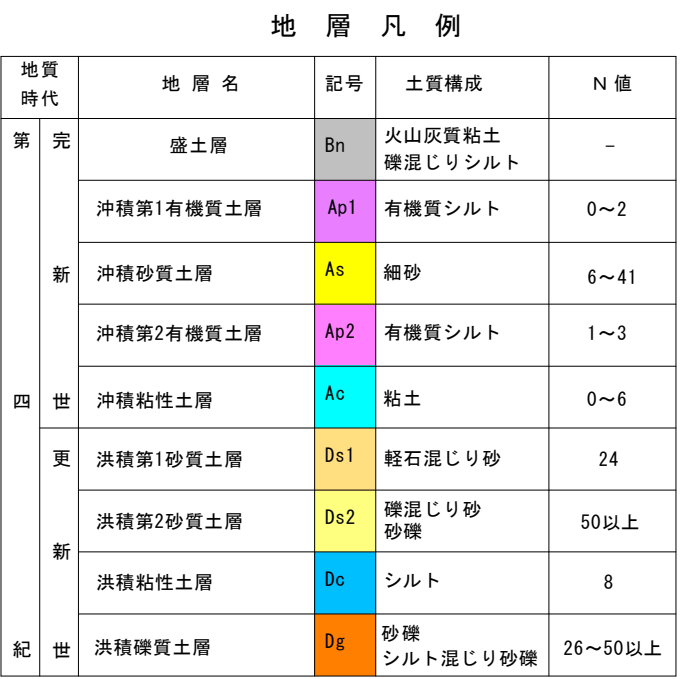 地 層 凡 例
地質
時代
地 層 名
記号
土質構成
N 値
第
完
盛土層
Bn
火山灰質粘土
礫混じりシルト
－
沖積第1有機質土層
Ap1
有機質シルト
0～2
新
沖積砂質土層
As
細砂
6～41
沖積第2有機質土層
Ap2
有機質シルト
1～3
四
世
沖積粘性土層
Ac
粘土
0～6
更
洪積第1砂質土層
Ds1
軽石混じり砂
24
洪積第2砂質土層
Ds2
礫混じり砂
砂礫
50以上
新
洪積粘性土層
Dc
シルト
8
紀
世
洪積礫質土層
Dg
砂礫
シルト混じり砂礫
26～50以上